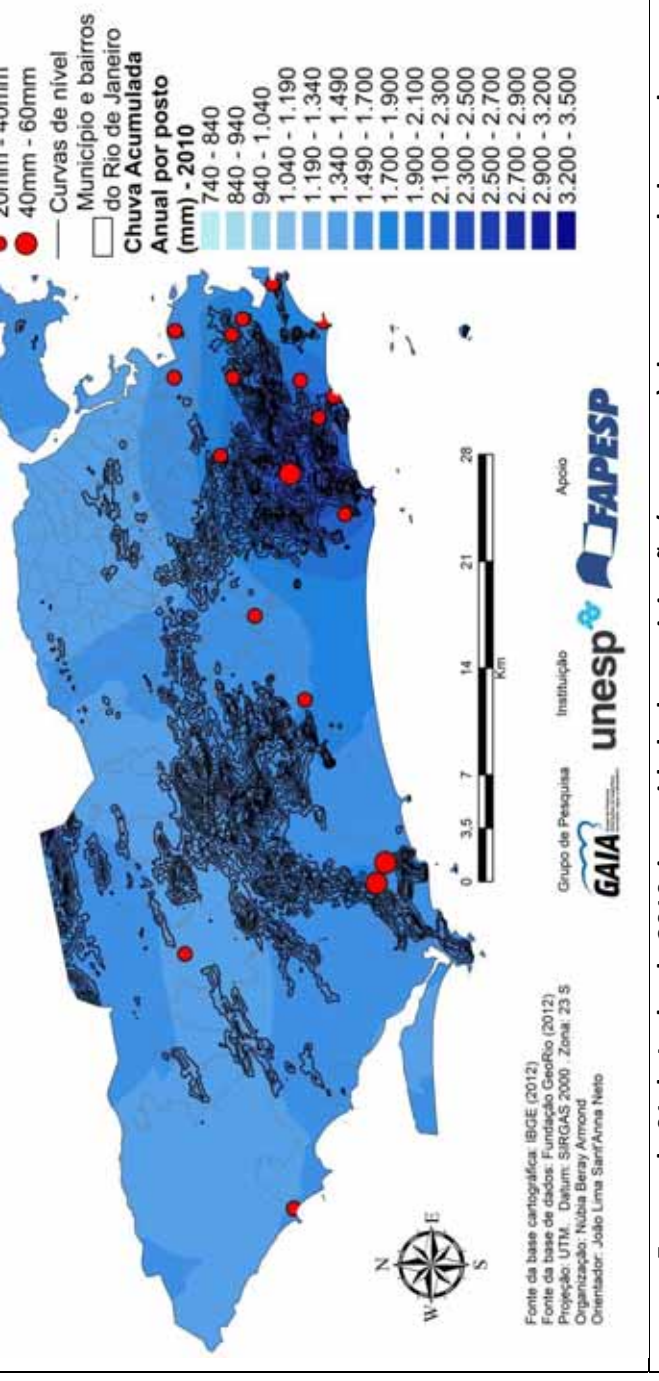 20mm - 40mm
40mm - 60mm
Curvas de nível
Município e bairros
do Rio de Janeiro
Chuva Acumulada
Anual por posto
(mm) - 2010
740 - 840
840 - 940
940 - 1.040
1.040 - 1.190
1.190 - 1.340
1.340 - 1.490
1.490 - 1.700
1.700 - 1.900
1.900 - 2.100
2.100 - 2.300
2.300 - 2.500
2.500 - 2.700
2.700 - 2.900
2.900 - 3.200
3.200 - 3.500
N
W E
S
0 3,5 7 14 21 28
Km
Fonte da base cartográfica: IBGE (2012)
Fonte da base de dados: Fundação GeoRio (2012)
Projeção: UTM. Datum: SIRGAS 2000 . Zona: 23 S
Organização: Núbia Beray Armond
Orientador: João Lima Sant'Anna Neto
Grupo de Pesquisa
GAIA
Instituição
unesp
Apoio
FAPESP